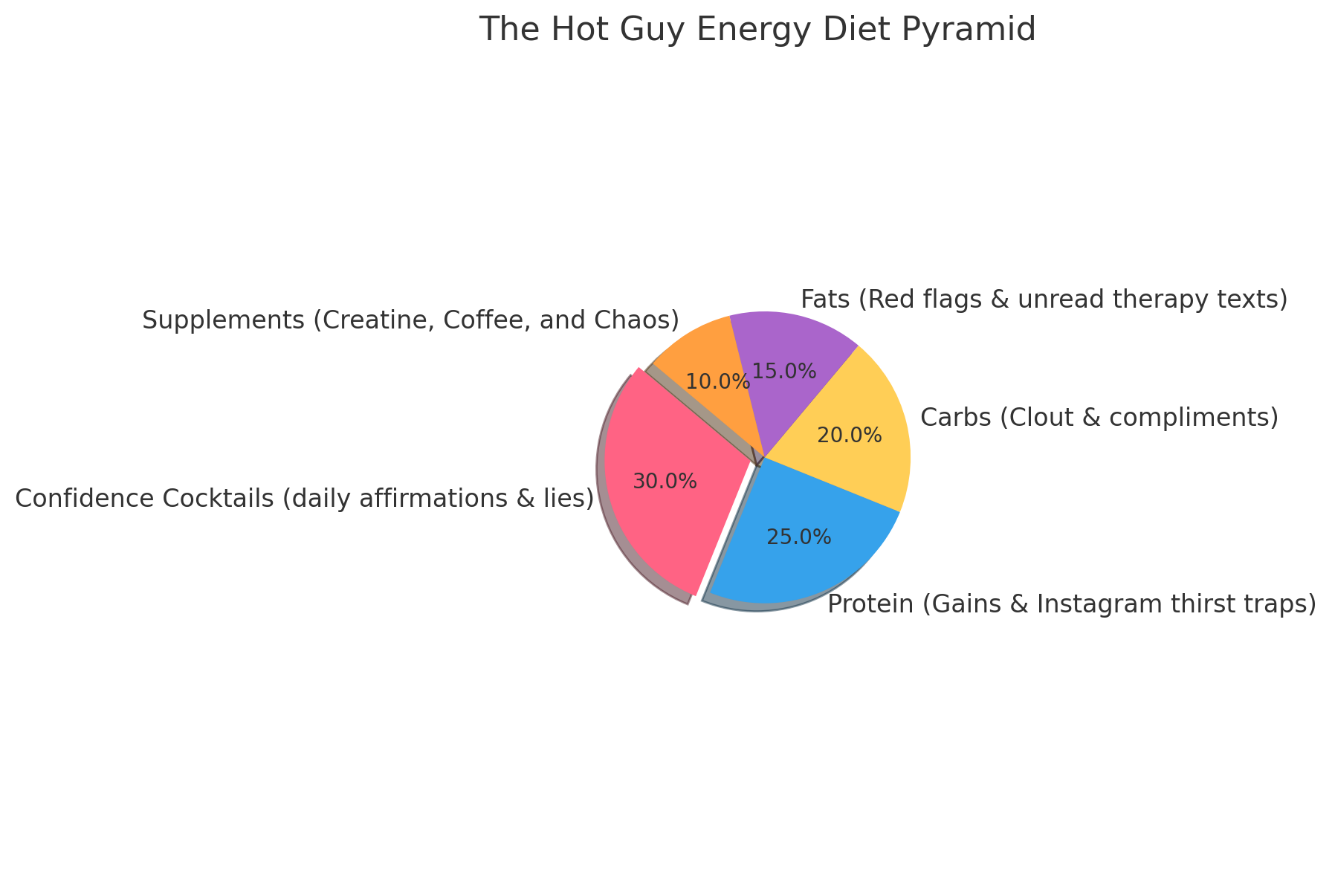 The Hot Guy Energy Diet Pyramid
Fats (Red flags & unread therapy texts)
Supplements (Creatine, Coffee, and Chaos)
15.0%
10.0%
Carbs (Clout & compliments)
20.0%
30.0%
Confidence Cocktails (daily affirmations & lies)
25.0%
Protein (Gains & Instagram thirst traps)